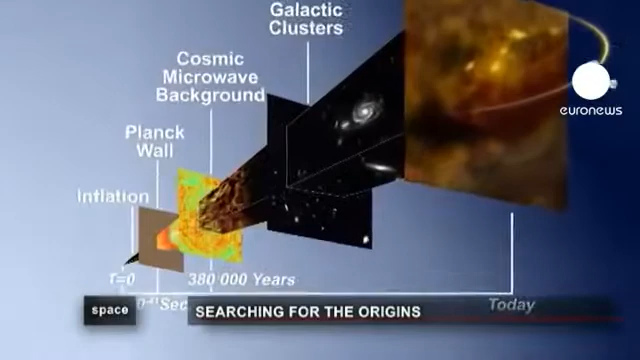 Galactic
Clusters
Cosmic
Microwave
Background
Planck
Wall
Inflation
euronews
T=0
380 000 Years
Today
Sec
space
SEARCHING FOR THE ORIGINS